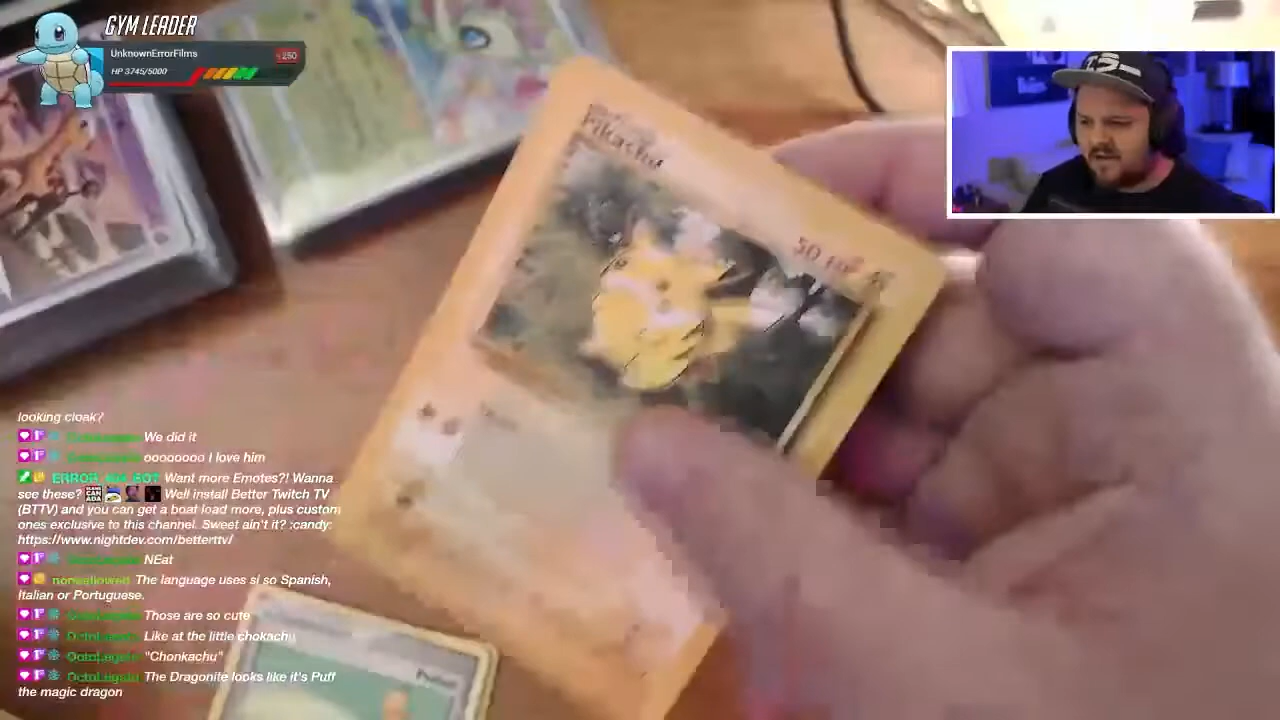 GYM LEADER
UnknownErrorFilms
HP 3745/5000
Pikachu
50 HP
looking cloak?
We did it
oooooooo I love him
Want more Emotes?! Wanna
see these?
Well install Better Twitch TV
(BTTV) and you can get a boat load more, plus custom
ones exclusive to this channel. Sweet ain't it? :candy:
https://www.nightdev.com/betterttv/
NEat
The language uses si so Spanish,
Italian or Portuguese.
Those are so cute
Like at the little chokachu
"Chonkachu"
The Dragonite looks like it's Puff
the magic dragon